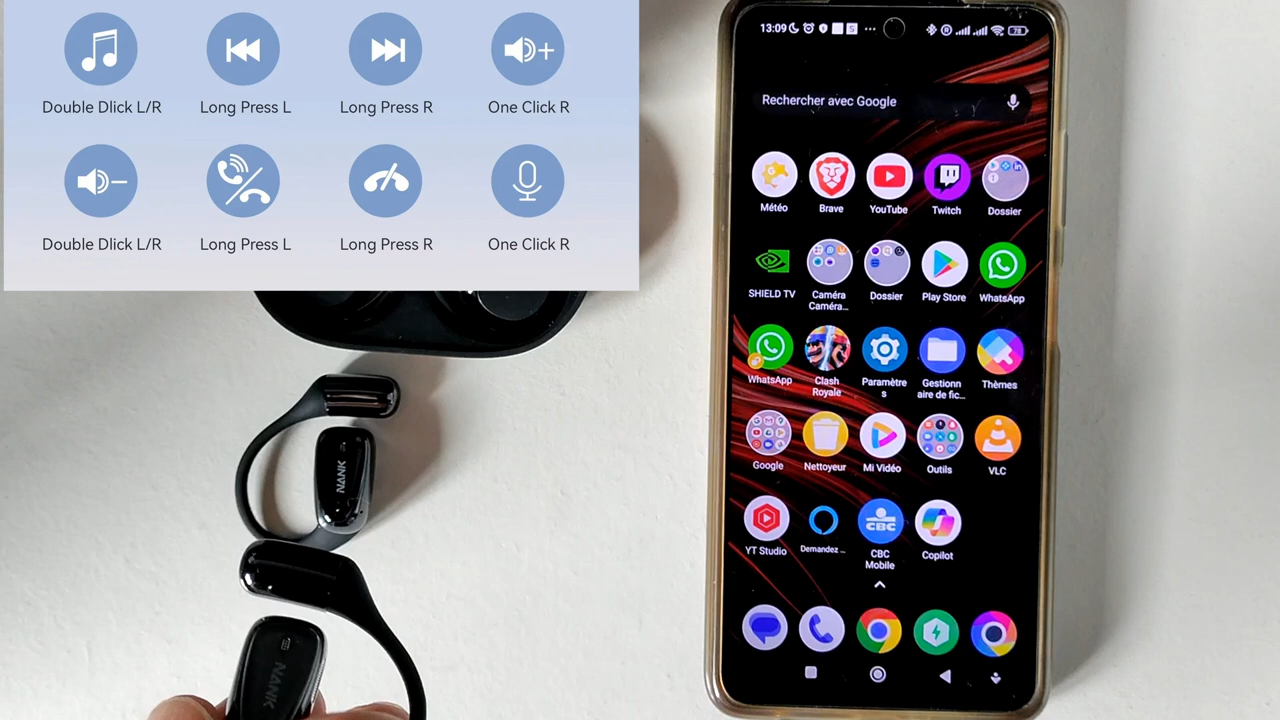 Double Dlick L/R
Long Press L
Long Press R
One Click R
Double Dlick L/R
Long Press L
Long Press R
One Click R
NANK
NANK
13:09
S
78
Rechercher avec Google
Météo
Brave
YouTube
Twitch
Dossier
SHIELD TV
Caméra
Caméra...
Dossier
Play Store
WhatsApp
WhatsApp
Clash
Royale
Paramètre
s
Gestionn
aire de fic...
Thèmes
Google
Nettoyeur
Mi Vidéo
Outils
VLC
YT Studio
Demandez ...
CBC
CBC
Mobile
Copilot